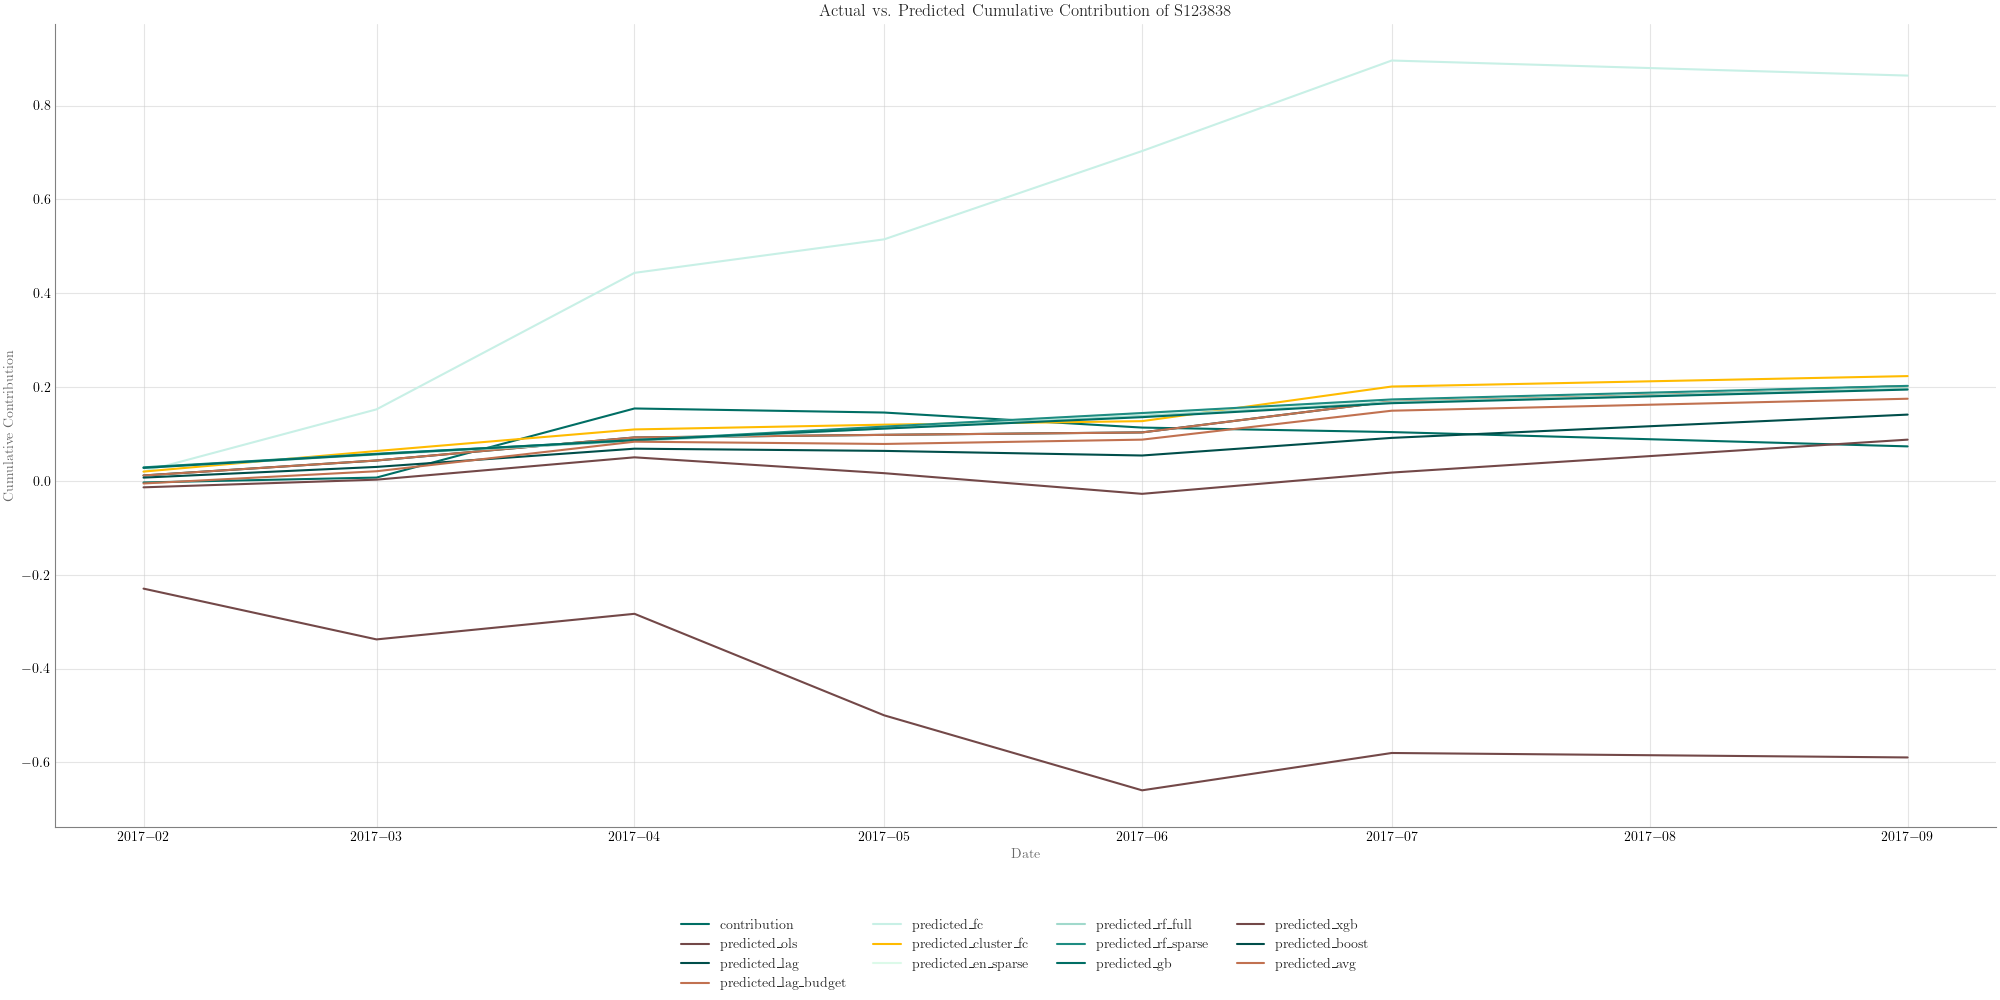 Actual vs. Predicted Cumulative Contribution of S123838
Cumulative Contribution
0.8
0.6
0.4
0.2
0.0
−0.2
−0.4
−0.6
2017−02 2017−03 2017−04 2017−05 2017−06 2017−07 2017−08 2017−09
Date
contribution predicted_fc predicted_rf_full predicted_xgb
predicted_ols predicted_cluster_fc predicted_rf_sparse predicted_boost
predicted_lag predicted_en_sparse predicted_gb predicted_avg
predicted_lag_budget